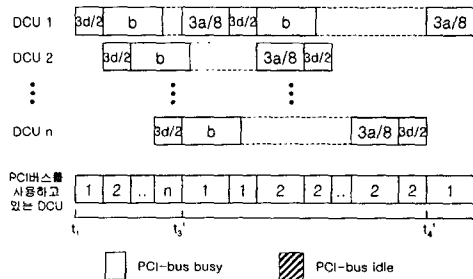 DCU 1 3d/2 b 3a/8 3d/2 b 3a/8
DCU 2 3d/2 b 3a/8 3d/2
DCU n 3d/2 b 3a/8 3d/2
PCI버스를
사용하고
있는 DCU
1 2 .. n 1 1 2 2 .. 2 2 1
t₁ t₃' t₄'
PCI-bus busy PCI-bus idle